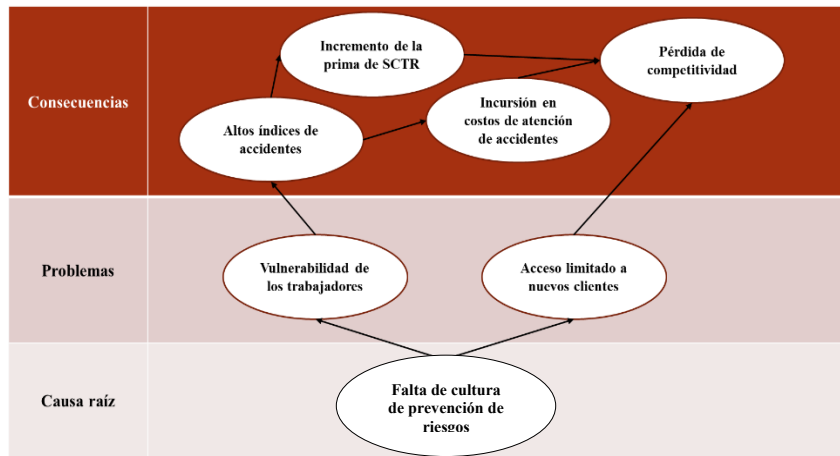 Consecuencias
Incremento de la
prima de SCTR
Pérdida de
competitividad
Altos índices de
accidentes
Incursión en
costos de atención
de accidentes
Problemas
Vulnerabilidad de
los trabajadores
Acceso limitado a
nuevos clientes
Causa raíz
Falta de cultura
de prevención de
riesgos